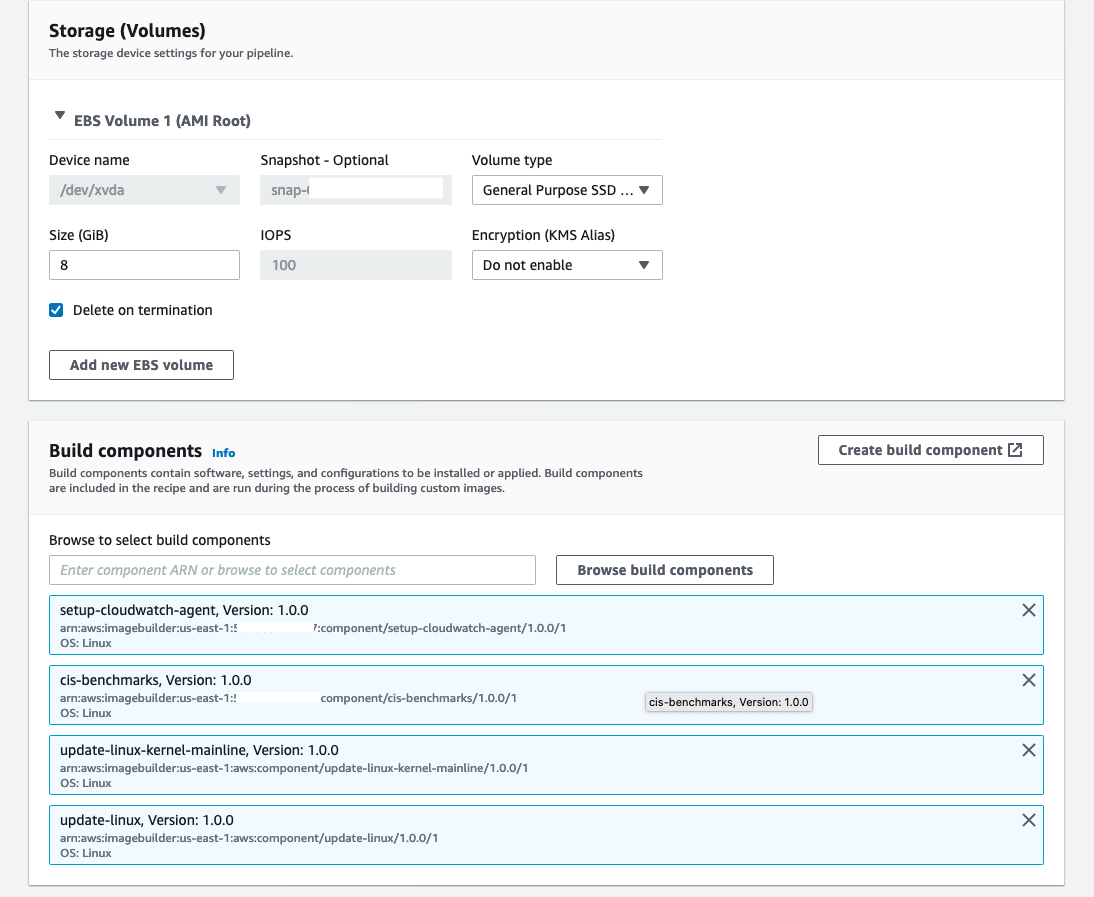 Storage (Volumes)
The storage device settings for your pipeline.
EBS Volume 1 (AMI Root)
Device name
Snapshot - Optional
Volume type
/dev/xvda
snap-
General Purpose SSD ...
Size (GiB)
IOPS
Encryption (KMS Alias)
8
100
Do not enable
Delete on termination
Add new EBS volume
Build components Info
Create build component
Build components contain software, settings, and configurations to be installed or applied. Build components
are included in the recipe and are run during the process of building custom images.
Browse to select build components
Enter component ARN or browse to select components
Browse build components
setup-cloudwatch-agent, Version: 1.0.0
arn:aws:imagebuilder:us-east-1: :component/setup-cloudwatch-agent/1.0.0/1
OS: Linux
cis-benchmarks, Version: 1.0.0
arn:aws:imagebuilder:us-east-1: component/cis-benchmarks/1.0.0/1
cis-benchmarks, Version: 1.0.0
OS: Linux
update-linux-kernel-mainline, Version: 1.0.0
arn:aws:imagebuilder:us-east-1:aws:component/update-linux-kernel-mainline/1.0.0/1
OS: Linux
update-linux, Version: 1.0.0
arn:aws:imagebuilder:us-east-1:aws:component/update-linux/1.0.0/1
OS: Linux